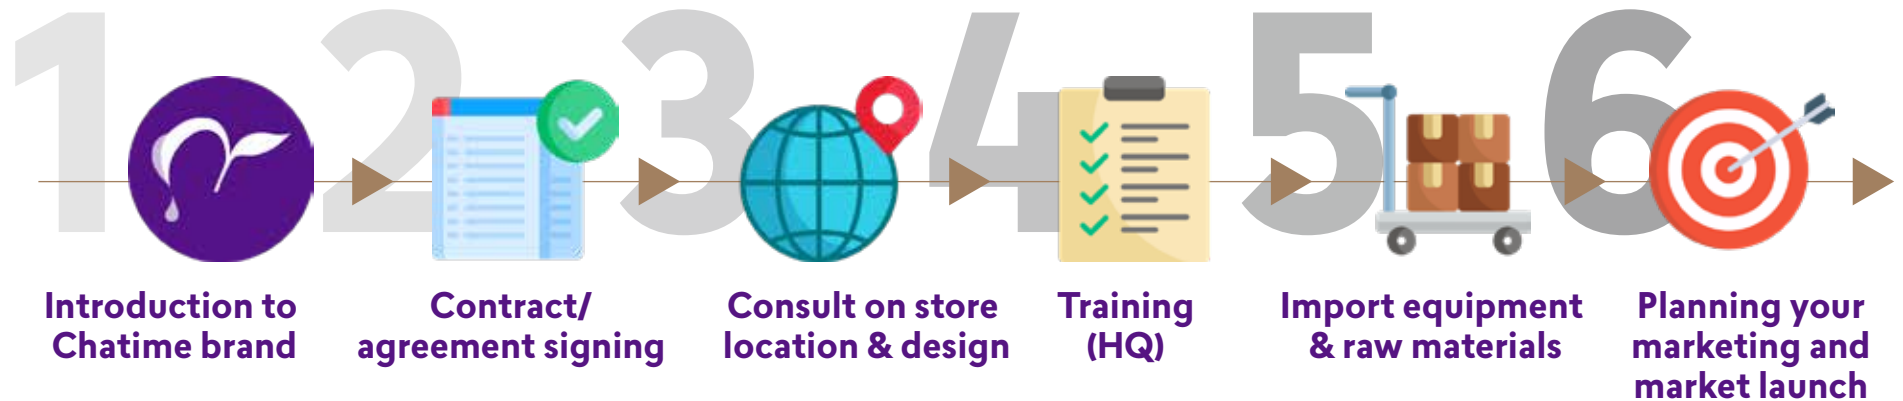 1
Introduction to
Chatime brand
2
Contract/
agreement signing
3
Consult on store
location & design
4
Training
(HQ)
5
Import equipment
& raw materials
6
Planning your
marketing and
market launch